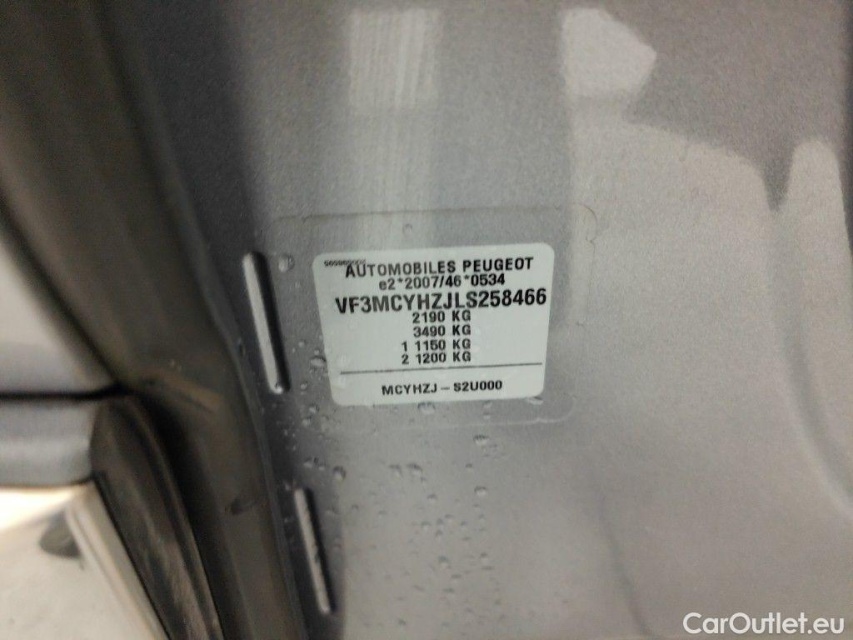 AUTOMOBILES PEUGEOT
e2*2007/46*0534
VF3MCYHZJLS258466
2190 KG
3490 KG
1 1150 KG
2 1200 KG
MCYHZJ - S2U000
CarOutlet.eu